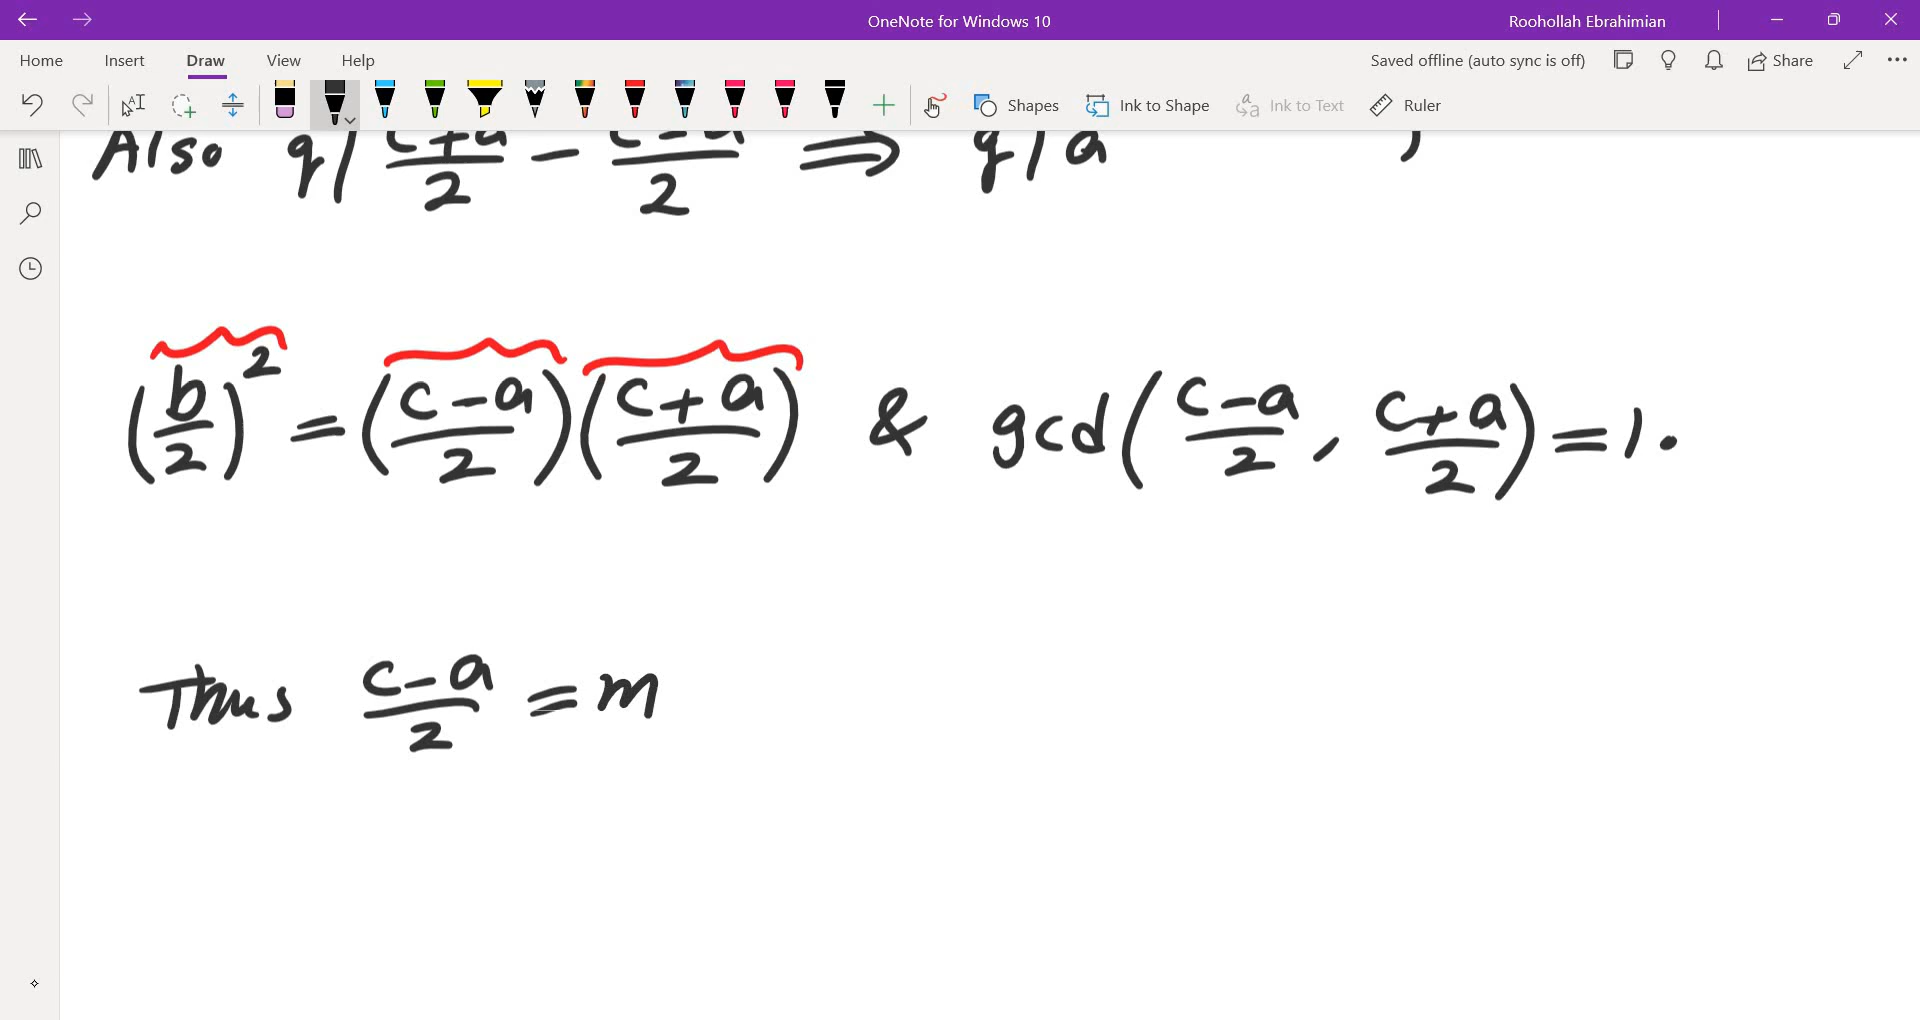 OneNote for Windows 10
Roohollah Ebrahimian
Home Insert Draw View Help
Saved offline (auto sync is off) Share
Shapes Ink to Shape Ink to Text Ruler
Also q | (c+a)/2 - (c-a)/2 ⟹ q | a ,
(b/2)² = ((c-a)/2)((c+a)/2) & gcd((c-a)/2, (c+a)/2) = 1.
Thus (c-a)/2 = m